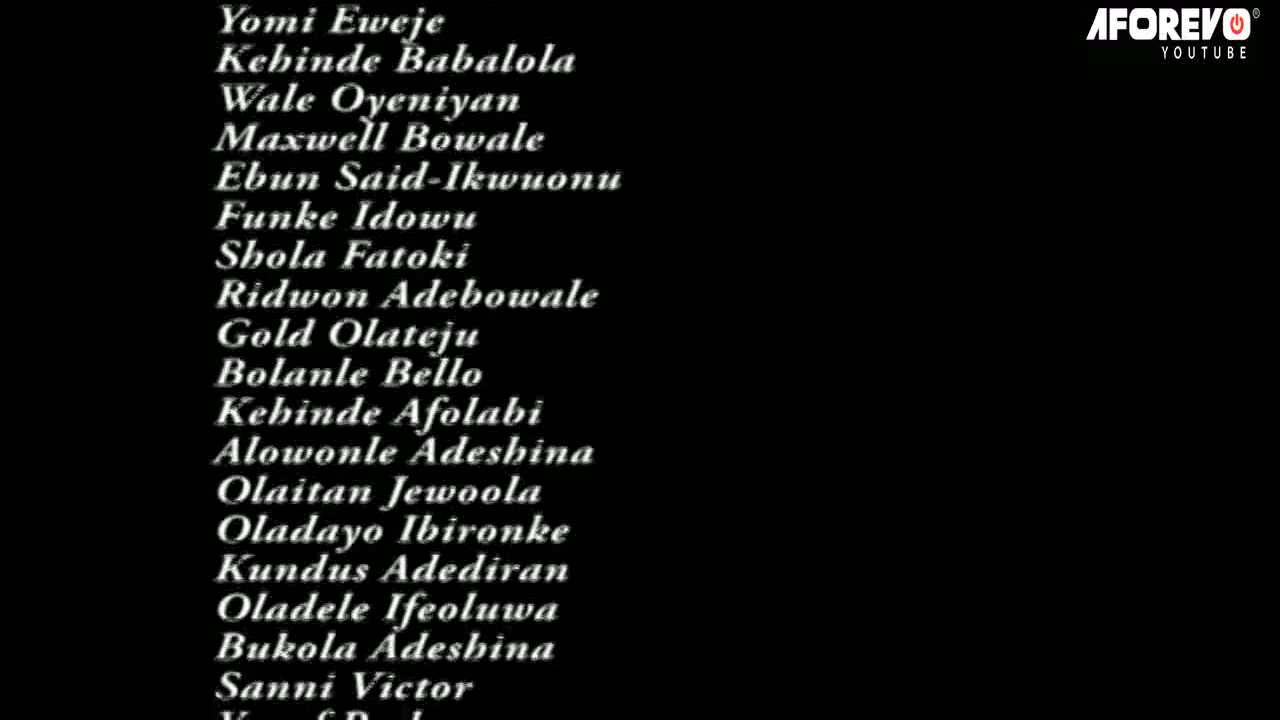 Yomi Eweje
Kehinde Babalola
Wale Oyeniyan
Maxwell Bowale
Ebun Said-Ikwuonu
Funke Idowu
Shola Fatoki
Ridwon Adebowale
Gold Olateju
Bolanle Bello
Kehinde Afolabi
Alowonle Adeshina
Olaitan Jewoola
Oladayo Ibironke
Kundus Adediran
Oladele Ifeoluwa
Bukola Adeshina
Sanni Victor
AFOREVO®
YOUTUBE